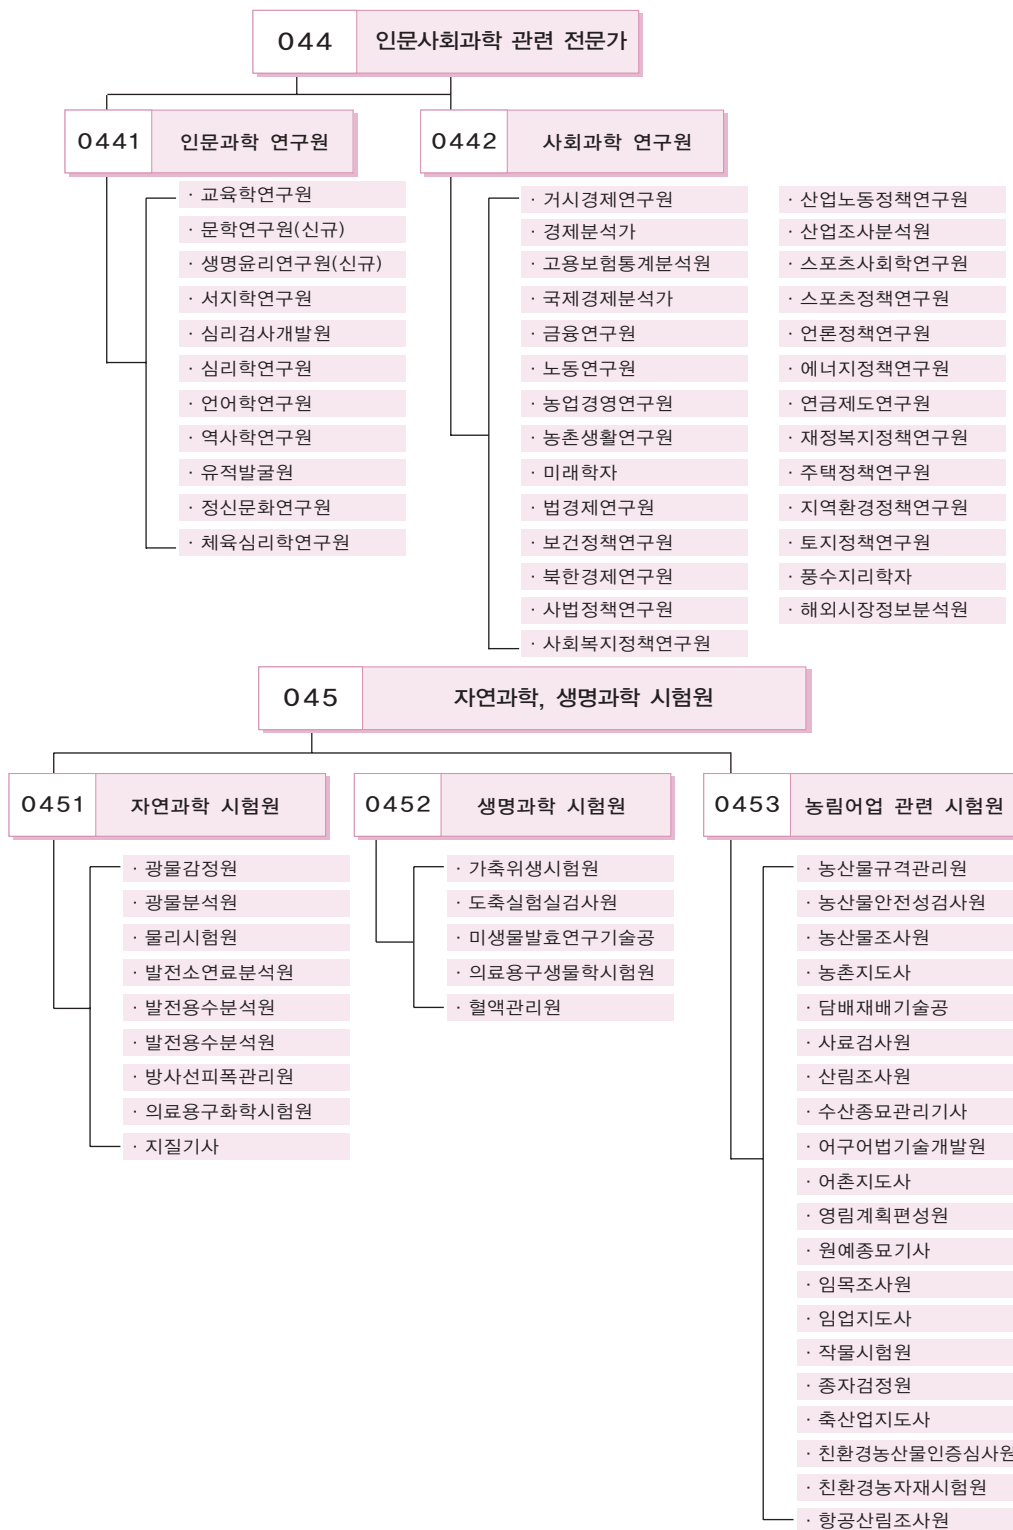 044 인문사회과학 관련 전문가
0441 인문과학 연구원
· 교육학연구원
· 문학연구원(신규)
· 생명윤리연구원(신규)
· 서지학연구원
· 심리검사개발원
· 심리학연구원
· 언어학연구원
· 역사학연구원
· 유적발굴원
· 정신문화연구원
· 체육심리학연구원
0442 사회과학 연구원
· 거시경제연구원
· 경제분석가
· 고용보험통계분석원
· 국제경제분석가
· 금융연구원
· 노동연구원
· 농업경영연구원
· 농촌생활연구원
· 미래학자
· 법경제연구원
· 보건정책연구원
· 북한경제연구원
· 사법정책연구원
· 사회복지정책연구원
· 산업노동정책연구원
· 산업조사분석원
· 스포츠사회학연구원
· 스포츠정책연구원
· 언론정책연구원
· 에너지정책연구원
· 연금제도연구원
· 재정복지정책연구원
· 주택정책연구원
· 지역환경정책연구원
· 토지정책연구원
· 풍수지리학자
· 해외시장정보분석원
045 자연과학, 생명과학 시험원
0451 자연과학 시험원
· 광물감정원
· 광물분석원
· 물리시험원
· 발전소연료분석원
· 발전용수분석원
· 발전용수분석원
· 방사선피폭관리원
· 의료용구화학시험원
· 지질기사
0452 생명과학 시험원
· 가축위생시험원
· 도축실험실검사원
· 미생물발효연구기술공
· 의료용구생물학시험원
· 혈액관리원
0453 농림어업 관련 시험원
· 농산물규격관리원
· 농산물안전성검사원
· 농산물조사원
· 농촌지도사
· 담배재배기술공
· 사료검사원
· 산림조사원
· 수산종묘관리기사
· 어구어법기술개발원
· 어촌지도사
· 영림계획편성원
· 원예종묘기사
· 임목조사원
· 임업지도사
· 작물시험원
· 종자검정원
· 축산업지도사
· 친환경농산물인증심사원
· 친환경농자재시험원
· 항공산림조사원